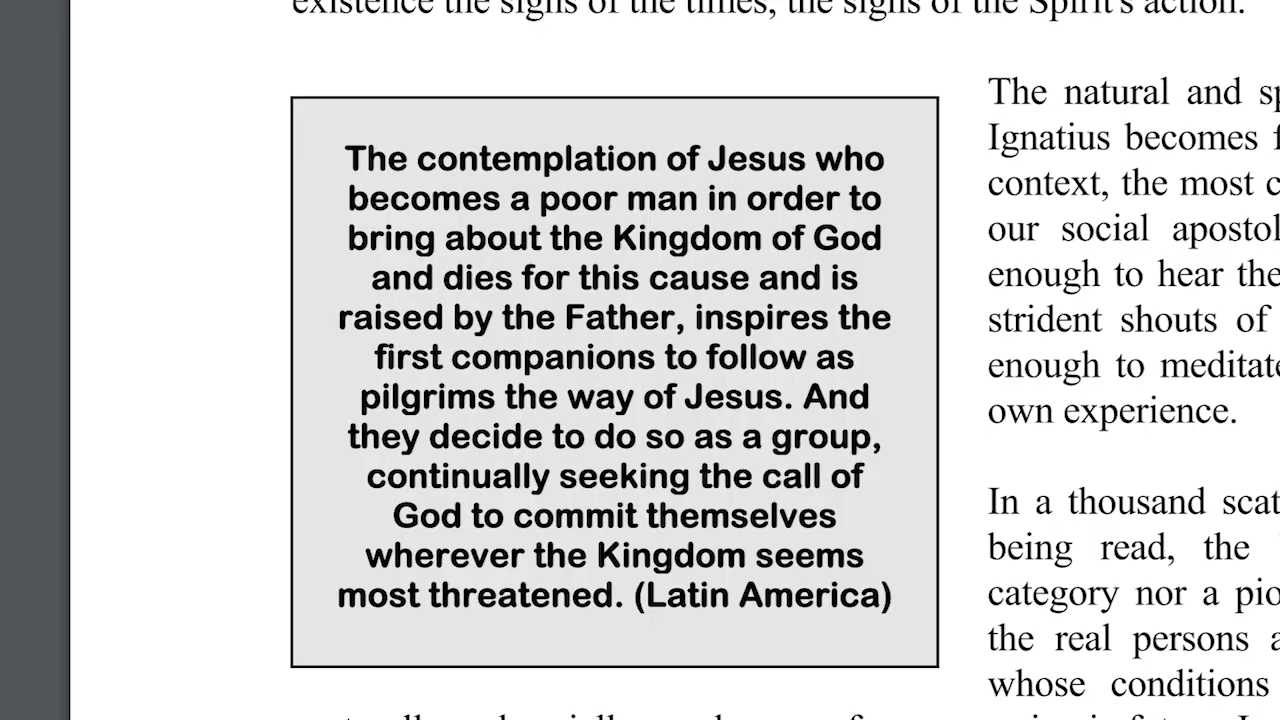 existence the signs of the times, the signs of the Spirit's action.
The contemplation of Jesus who
becomes a poor man in order to
bring about the Kingdom of God
and dies for this cause and is
raised by the Father, inspires the
first companions to follow as
pilgrims the way of Jesus. And
they decide to do so as a group,
continually seeking the call of
God to commit themselves
wherever the Kingdom seems
most threatened. (Latin America)
The natural and
Ignatius becomes
context, the most
our social
enough to hear the
strident shouts of
enough to
own experience.
In a thousand
being read, the
category nor a
the real persons
whose conditions